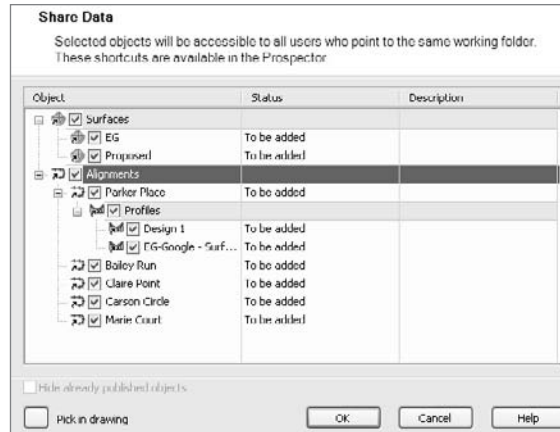 Share Data
Selected objects will be accessible to all users who point to the same working folder.
These shortcuts are available in the Prospector
Object Status Description
Surfaces
EG To be added
Proposed To be added
Alignments
Parker Place To be added
Profiles
Design 1 To be added
EG-Google - Surf... To be added
Bailey Run To be added
Claire Point To be added
Carson Circle To be added
Marie Court To be added
Hide already published objects
Pick in drawing OK Cancel Help